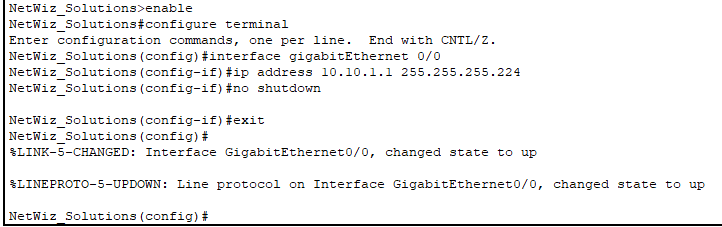 NetWiz_Solutions>enable
NetWiz_Solutions#configure terminal
Enter configuration commands, one per line.  End with CNTL/Z.
NetWiz_Solutions(config)#interface gigabitEthernet 0/0
NetWiz_Solutions(config-if)#ip address 10.10.1.1 255.255.255.224
NetWiz_Solutions(config-if)#no shutdown
NetWiz_Solutions(config-if)#exit
NetWiz_Solutions(config)#
%LINK-5-CHANGED: Interface GigabitEthernet0/0, changed state to up
%LINEPROTO-5-UPDOWN: Line protocol on Interface GigabitEthernet0/0, changed state to up
NetWiz_Solutions(config)#